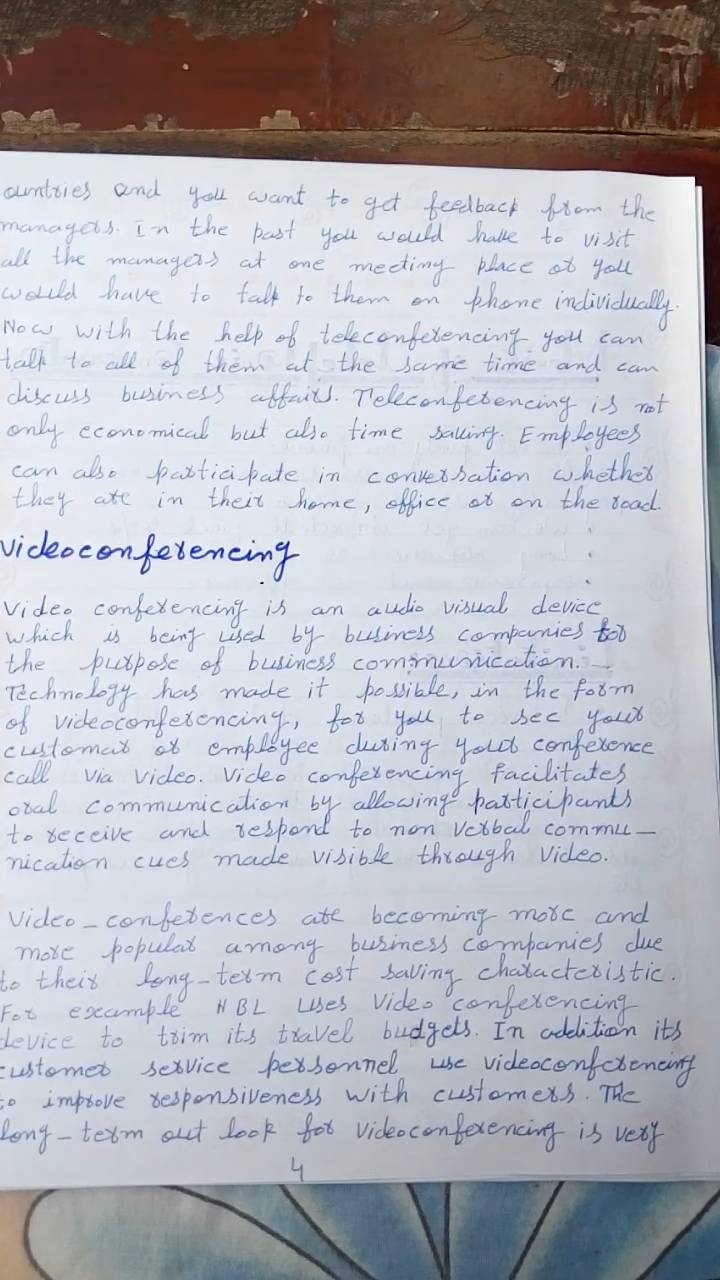 ountries and you want to get feedback from the
managers. In the past you would have to visit
all the managers at one meeting place or you
would have to talk to them on phone individually.
Now with the help of teleconferencing you can
talk to all of them at the same time and can
discuss business affairs. Teleconferencing is not
only economical but also time saving. Employees
can also participate in conversation whether
they are in their home, office or on the road.
Videoconferencing
Video conferencing is an audio visual device
which is being used by business companies for
the purpose of business communication.
Technology has made it possible, in the form
of videoconferencing, for you to see your
customar or employee during your conference
call via video. Video conferencing facilitates
oral communication by allowing participants
to receive and respond to non verbal commu-
nication cues made visible through video.
Video-conferences are becoming more and
more popular among business companies due
to their long-term cost saving characteristic.
For example HBL uses Video conferencing
device to trim its travel budgets. In addition its
customer service personnel use videoconferencing
to improve responsiveness with customers. The
long-term out look for videoconferencing is very
4